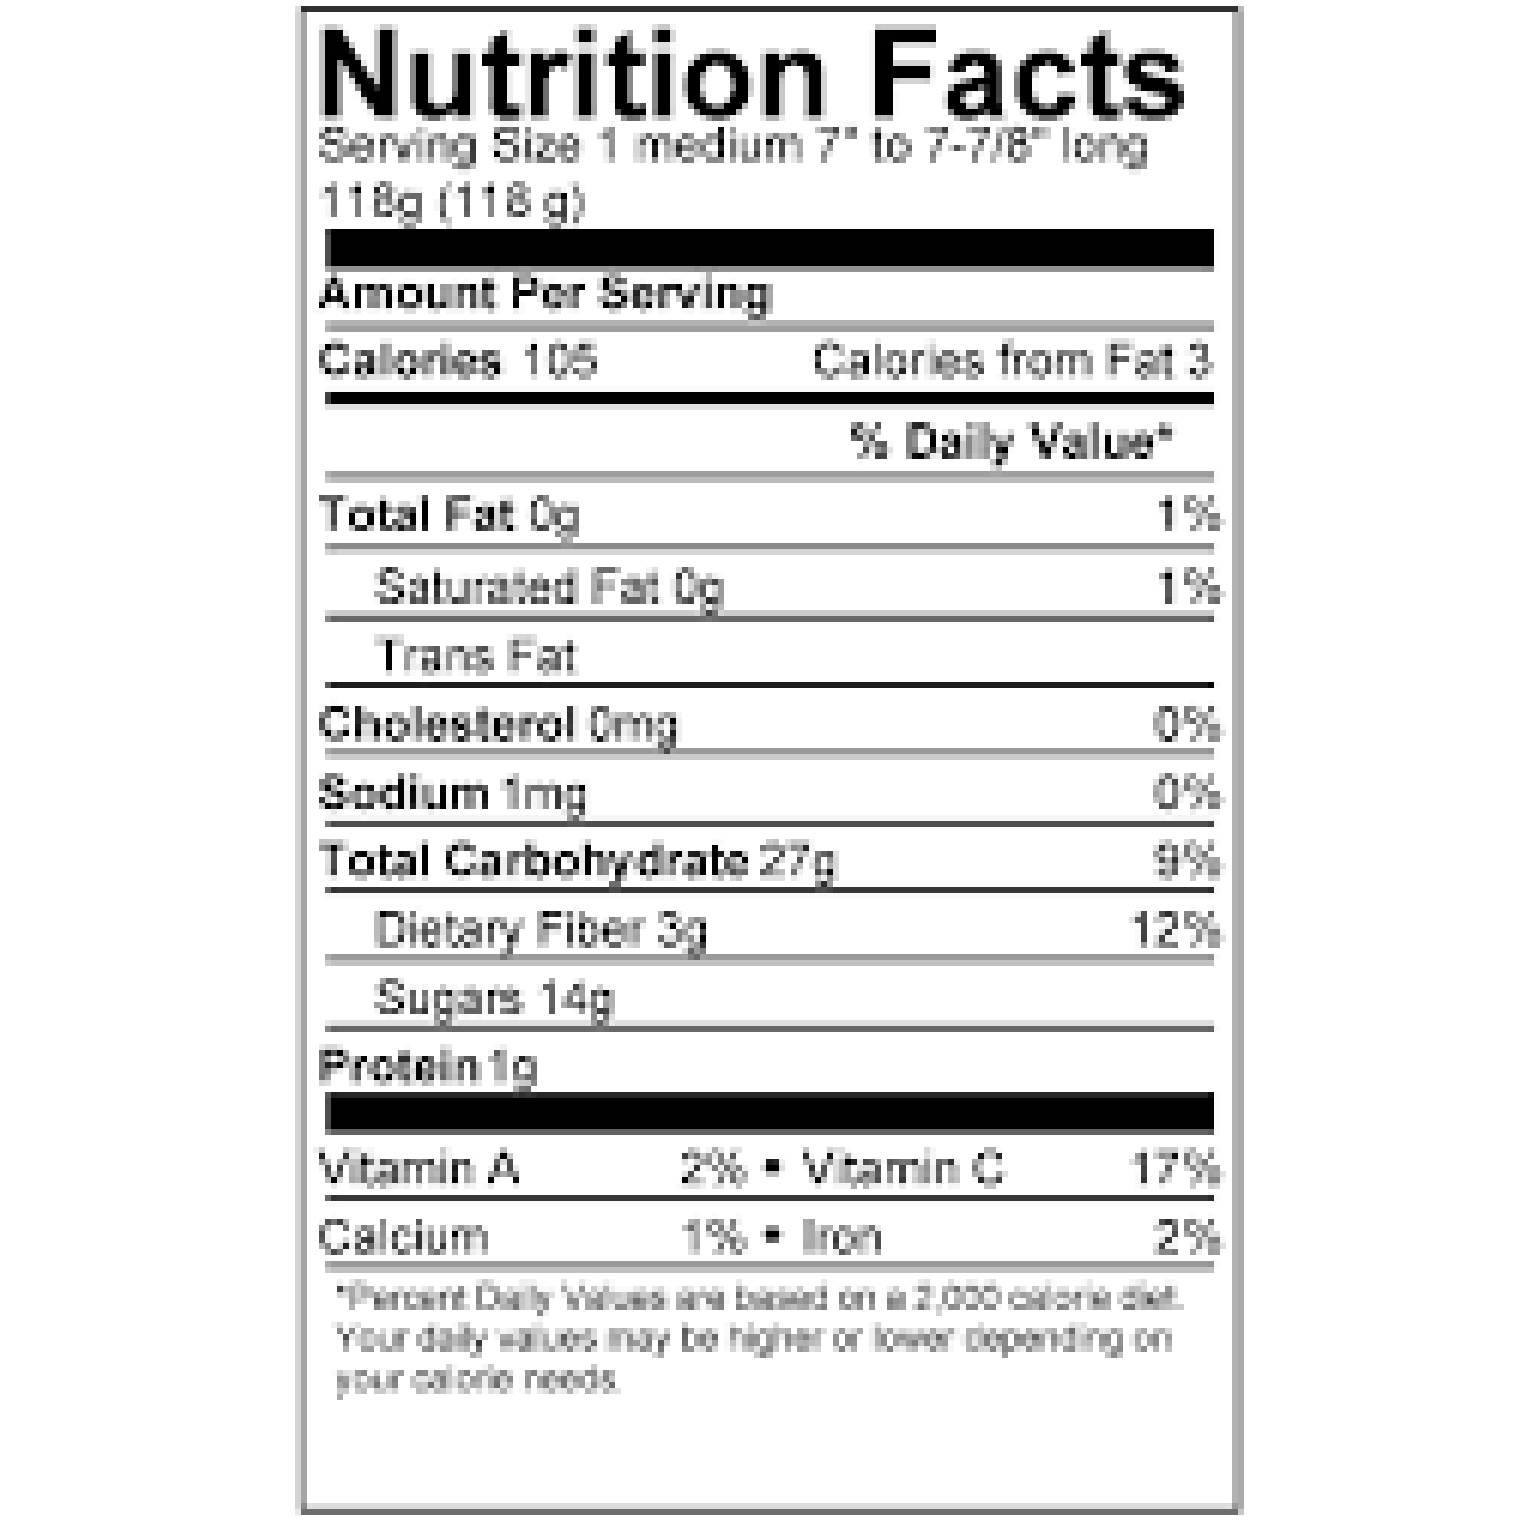 Nutrition Facts
Serving Size 1 medium 7" to 7-7/8" long
118g (118 g)
Amount Per Serving
Calories 105 Calories from Fat 3
% Daily Value*
Total Fat 0g 1%
Saturated Fat 0g 1%
Trans Fat
Cholesterol 0mg 0%
Sodium 1mg 0%
Total Carbohydrate 27g 9%
Dietary Fiber 3g 12%
Sugars 14g
Protein 1g
Vitamin A 2% • Vitamin C 17%
Calcium 1% • Iron 2%
*Percent Daily Values are based on a 2,000 calorie diet.
Your daily values may be higher or lower depending on
your calorie needs.